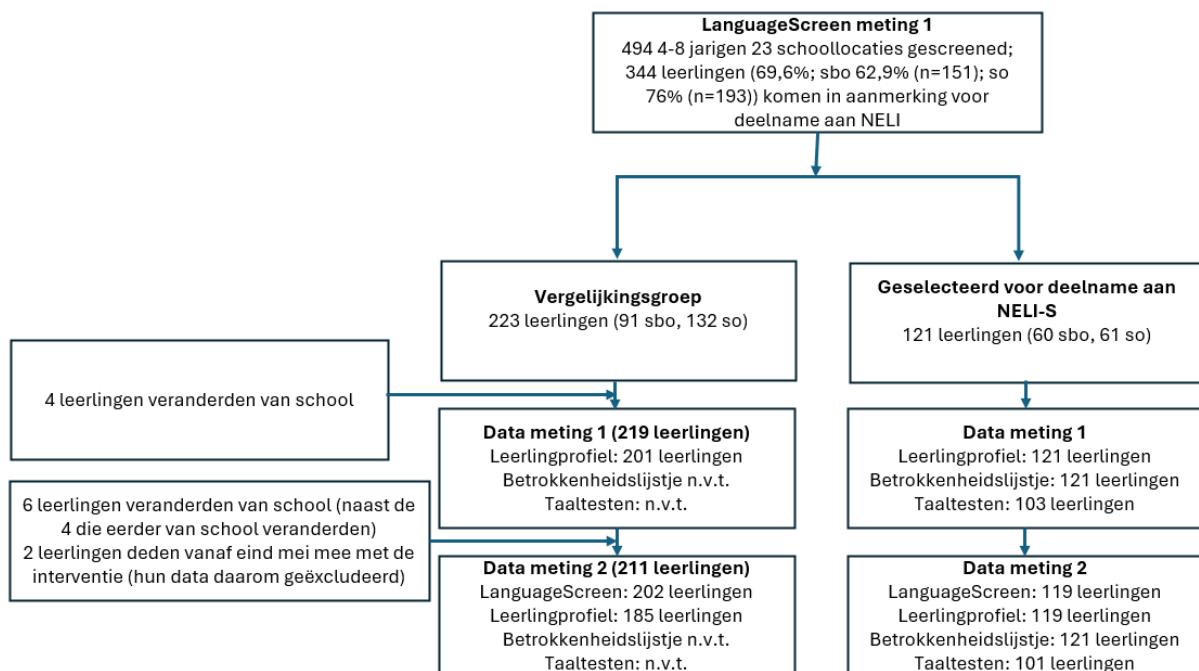 LanguageScreen meting 1
494 4-8 jarigen 23 schoollocaties gescreened;
344 leerlingen (69,6%; sbo 62,9% (n=151); so
76% (n=193)) komen in aanmerking voor
deelname aan NELI
Vergelijkingsgroep
223 leerlingen (91 sbo, 132 so)
Geselecteerd voor deelname aan
NELI-S
121 leerlingen (60 sbo, 61 so)
4 leerlingen veranderden van school
Data meting 1 (219 leerlingen)
Leerlingprofiel: 201 leerlingen
Betrokkenheidslijstje n.v.t.
Taaltesten: n.v.t.
Data meting 1
Leerlingprofiel: 121 leerlingen
Betrokkenheidslijstje: 121 leerlingen
Taaltesten: 103 leerlingen
6 leerlingen veranderden van school (naast de
4 die eerder van school veranderden)
2 leerlingen deden vanaf eind mei mee met de
interventie (hun data daarom geëxcludeerd)
Data meting 2 (211 leerlingen)
LanguageScreen: 202 leerlingen
Leerlingprofiel: 185 leerlingen
Betrokkenheidslijstje n.v.t.
Taaltesten: n.v.t.
Data meting 2
LanguageScreen: 119 leerlingen
Leerlingprofiel: 119 leerlingen
Betrokkenheidslijstje: 121 leerlingen
Taaltesten: 101 leerlingen